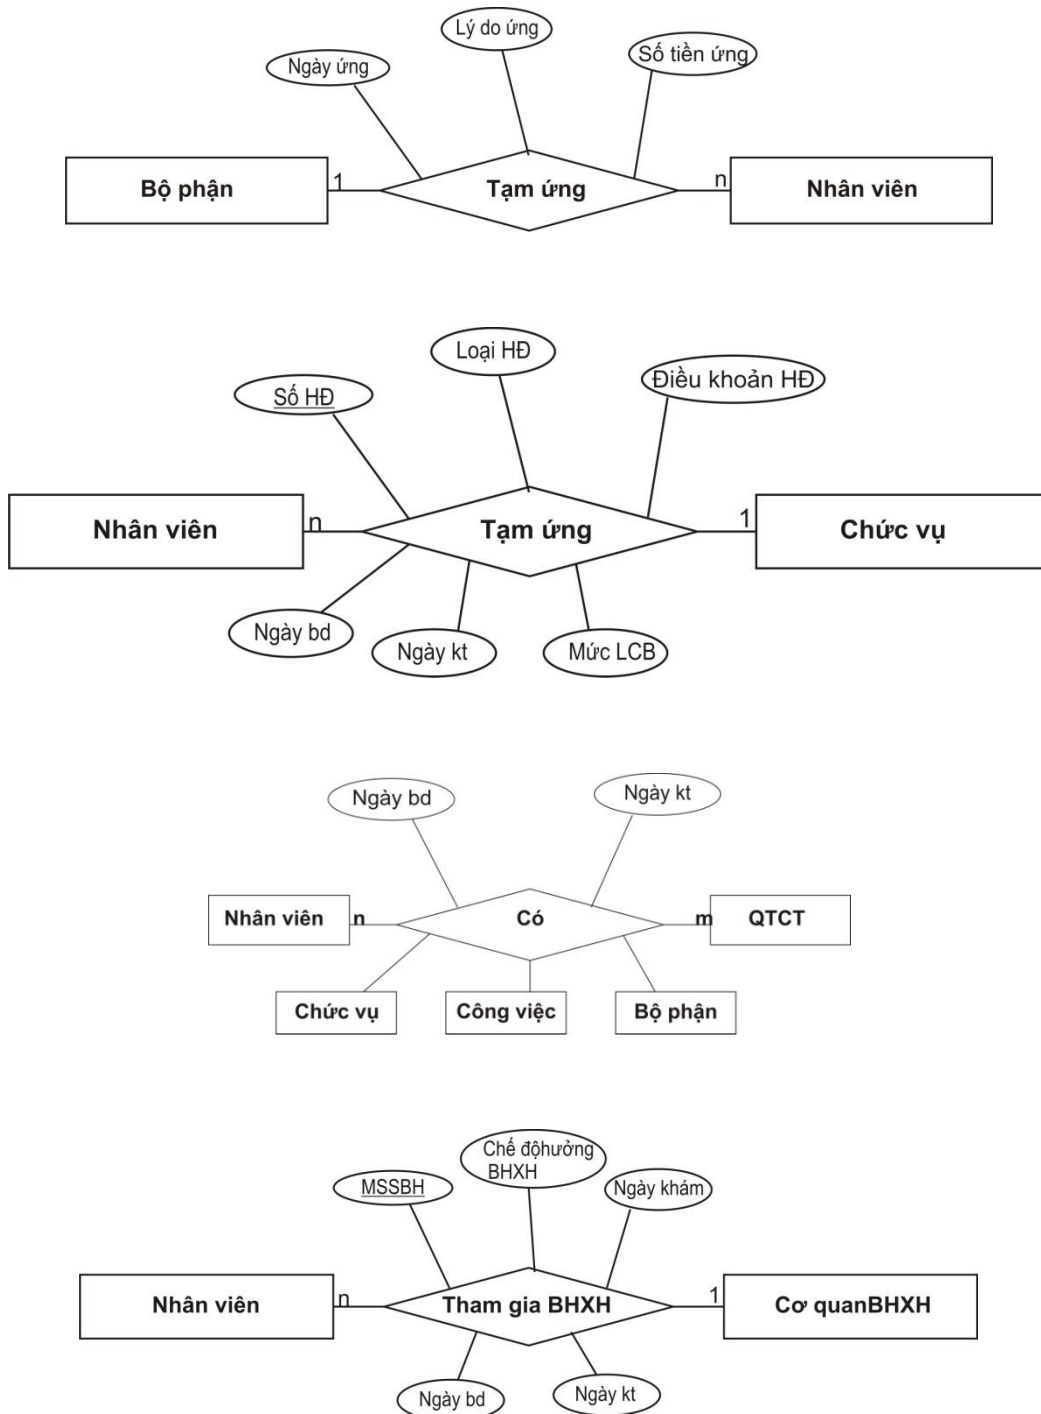 Lý do ứng
Ngày ứng
Số tiền ứng
Bộ phận
1
Tạm ứng
n
Nhân viên
Loại HĐ
Số HĐ
Điều khoản HĐ
Nhân viên
n
Tạm ứng
1
Chức vụ
Ngày bd
Ngày kt
Mức LCB
Ngày bd
Ngày kt
Nhân viên
n
Có
m
QTCT
Chức vụ
Công việc
Bộ phận
Chế độhưởng
BHXH
MSSBH
Ngày khám
Nhân viên
n
Tham gia BHXH
1
Cơ quanBHXH
Ngày bd
Ngày kt